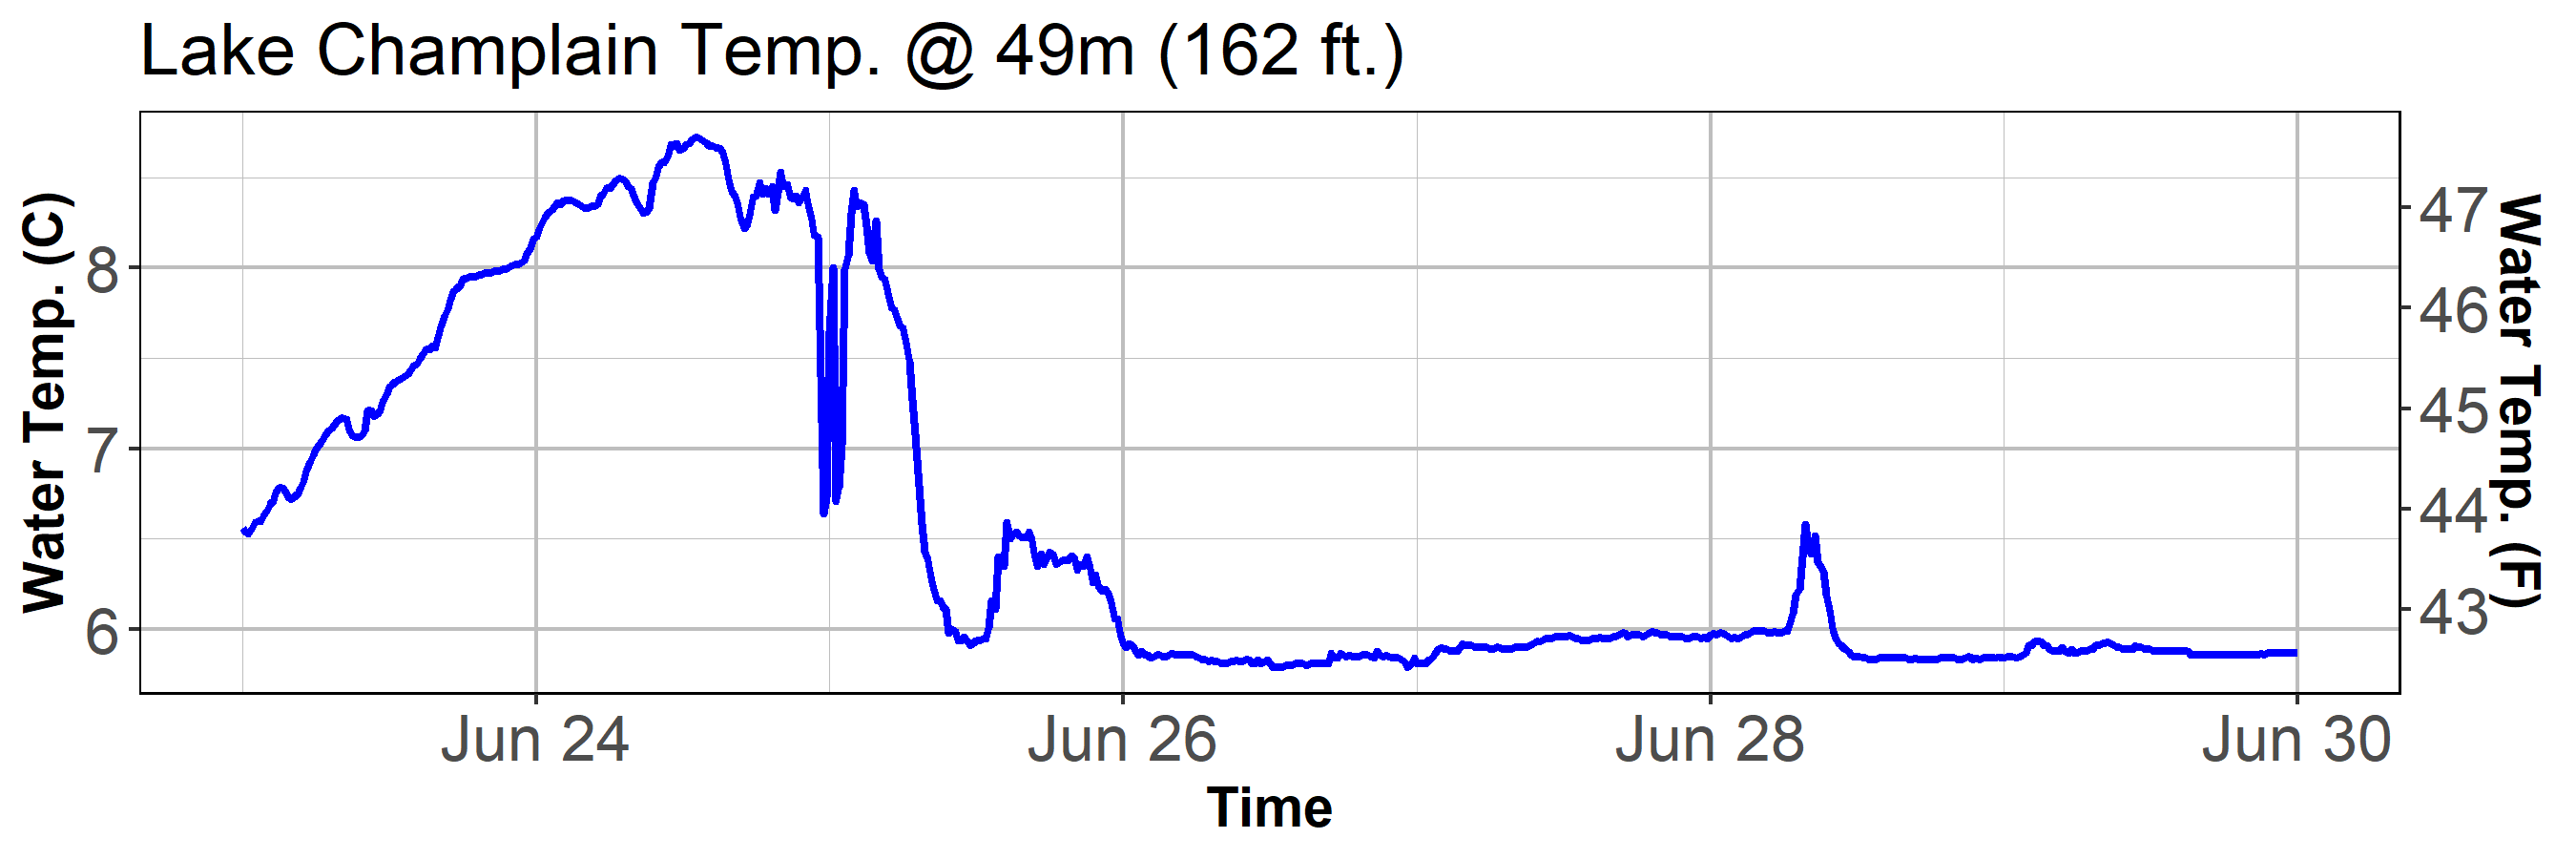 Lake Champlain Temp. @ 49m (162 ft.)
Water Temp. (C)
8
7
6
47
46
45
44
43
Water Temp. (F)
Jun 24
Jun 26
Jun 28
Jun 30
Time